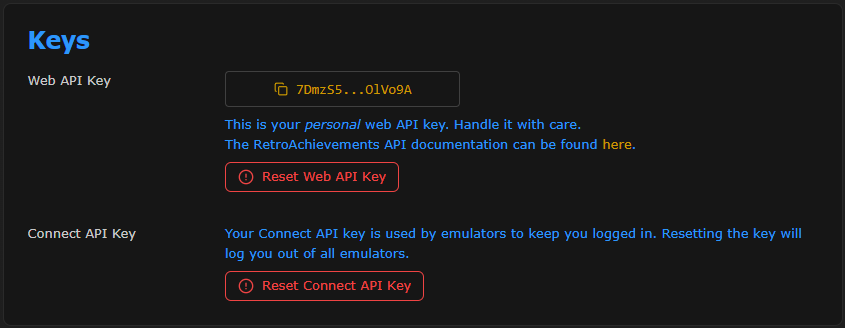 Keys
Web API Key
7DmzS5...OlVo9A
This is your personal web API key. Handle it with care.
The RetroAchievements API documentation can be found here.
Reset Web API Key
Connect API Key
Your Connect API key is used by emulators to keep you logged in. Resetting the key will
log you out of all emulators.
Reset Connect API Key